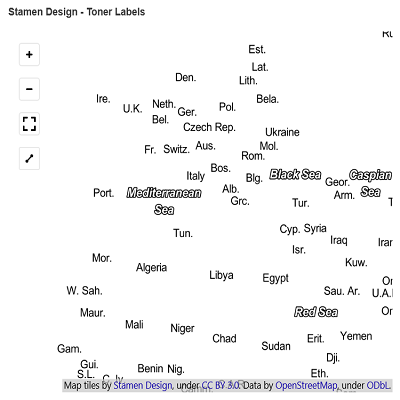 Stamen Design - Toner Labels
Est.
Lat.
Den.
Lith.
Ire.
Neth.
Bela.
U.K.
Ger.
Pol.
Bel.
Czech Rep.
Ukraine
Fr.
Switz.
Aus.
Mol.
Rom.
Bos.
Italy
Blg.
Black Sea
Caspian
Sea
Geor.
Port.
Mediterranean
Sea
Alb.
Arm.
Grc.
Tur.
Tun.
Cyp.
Syria
Iraq
Iran
Isr.
Mor.
Kuw.
Algeria
Libya
Egypt
W. Sah.
Sau. Ar.
U.A.
Maur.
Red Sea
Mali
Niger
Chad
Erit.
Yemen
Sudan
Gam.
Dji.
Gui.
Benin
Nig.
S.L.
Eth.
Map tiles by Stamen Design, under CC BY 3.0. Data by OpenStreetMap, under ODbL.